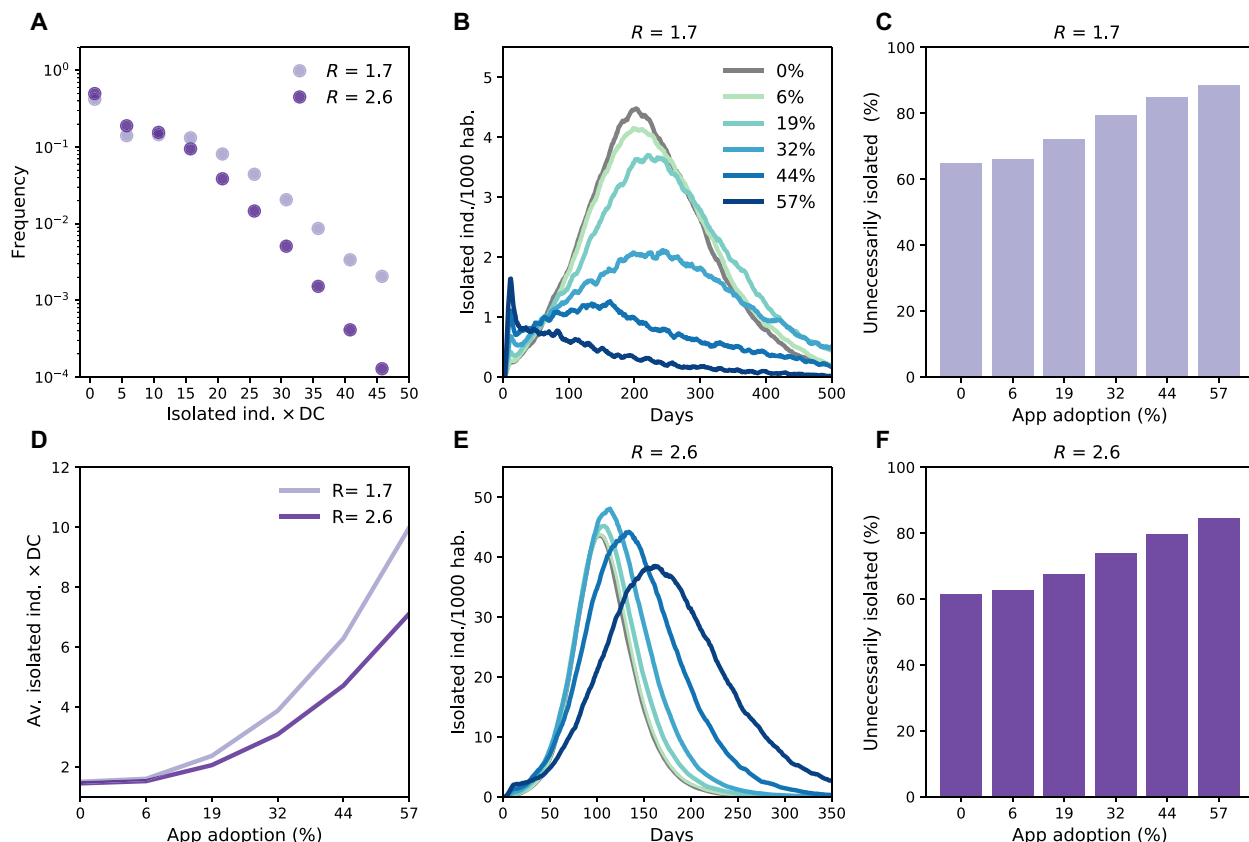 A
10⁰
10⁻¹
10⁻²
10⁻³
10⁻⁴
Frequency
0 5 10 15 20 25 30 35 40 45 50
Isolated ind. × DC
R = 1.7
R = 2.6
B
R = 1.7
5
4
3
2
1
0
Isolated ind./1000 hab.
0 100 200 300 400 500
Days
0%
6%
19%
32%
44%
57%
C
R = 1.7
100
80
60
40
20
0
Unnecessarily isolated (%)
0 6 19 32 44 57
App adoption (%)
D
12
10
8
6
4
2
Av. isolated ind. × DC
0 6 19 32 44 57
App adoption (%)
R= 1.7
R= 2.6
E
R = 2.6
50
40
30
20
10
0
Isolated ind./1000 hab.
0 50 100 150 200 250 300 350
Days
F
R = 2.6
100
80
60
40
20
0
Unnecessarily isolated (%)
0 6 19 32 44 57
App adoption (%)